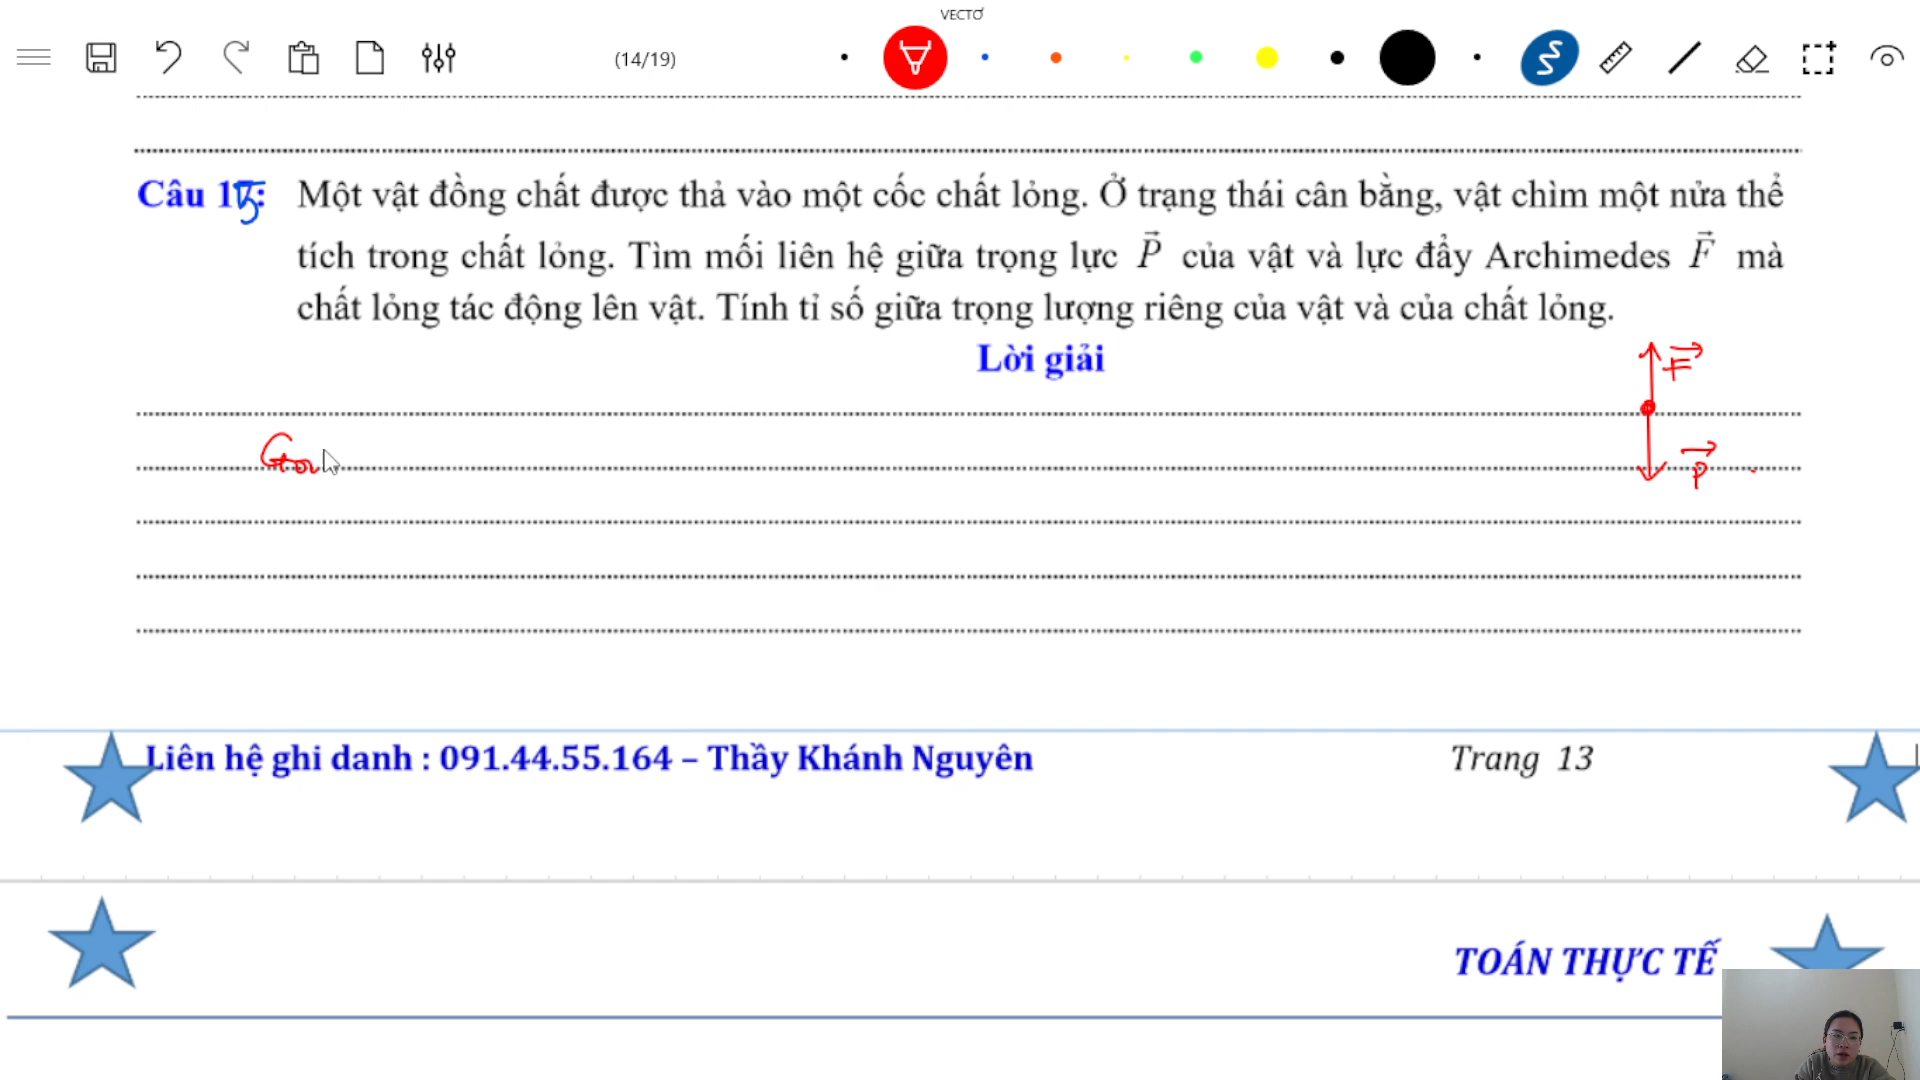 VECTƠ
(14/19)
Câu 15: Một vật đồng chất được thả vào một cốc chất lỏng. Ở trạng thái cân bằng, vật chìm một nửa thể
tích trong chất lỏng. Tìm mối liên hệ giữa trọng lực P⃗ của vật và lực đẩy Archimedes F⃗ mà
chất lỏng tác động lên vật. Tính tỉ số giữa trọng lượng riêng của vật và của chất lỏng.
Lời giải
F⃗
P⃗
Liên hệ ghi danh : 091.44.55.164 – Thầy Khánh Nguyên
Trang 13
TOÁN THỰC TẾ